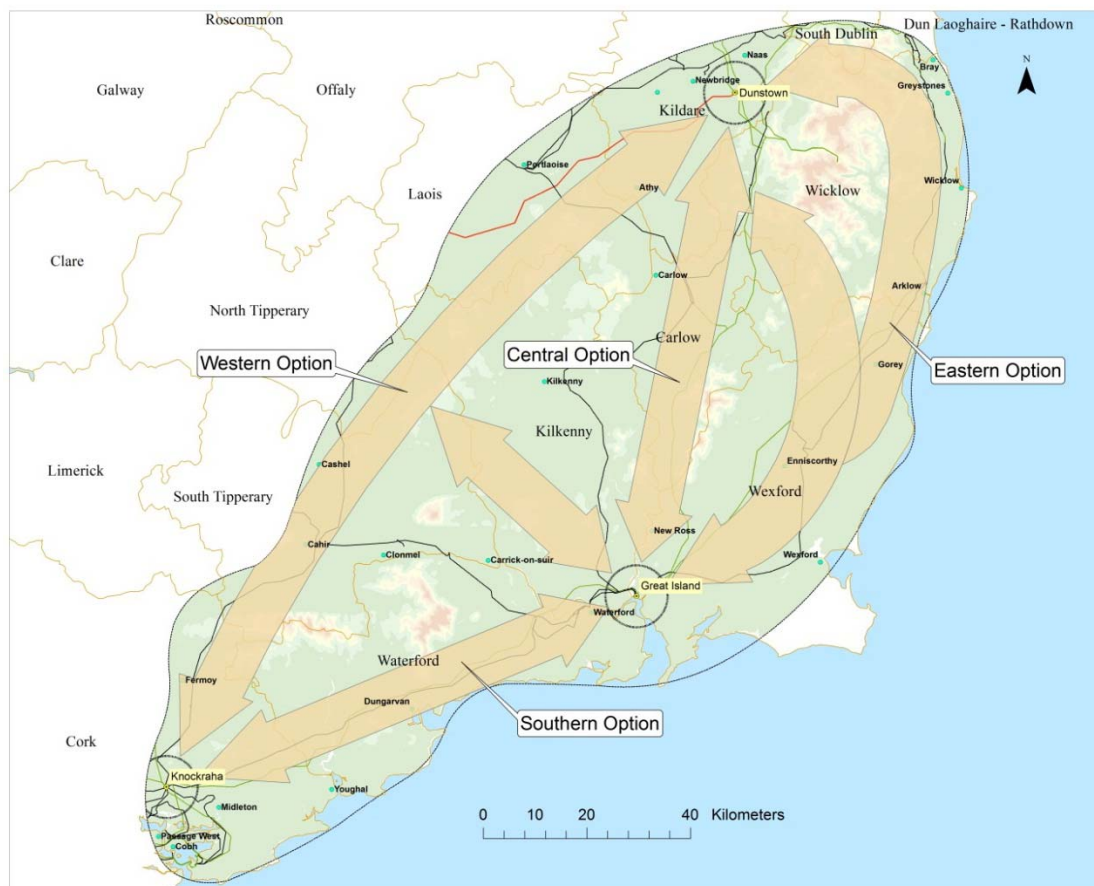 Roscommon
South Dublin
Dun Laoghaire - Rathdown
Naas
Bray
N
Galway
Offaly
Newbridge
Dunstown
Greystones
Kildare
Portlaoise
Laois
Athy
Wicklow
Wicklow
Clare
Carlow
Arklow
North Tipperary
Western Option
Central Option
Carlow
Eastern Option
Gorey
Kilkenny
Kilkenny
Limerick
Cashel
Enniscorthy
South Tipperary
Wexford
New Ross
Cahir
Clonmel
Carrick-on-suir
Wexford
Great Island
Waterford
Waterford
Fermoy
Dungarvan
Southern Option
Cork
Knockraha
Youghal
Midleton
0 10 20 40 Kilometers
Passage West
Cobh